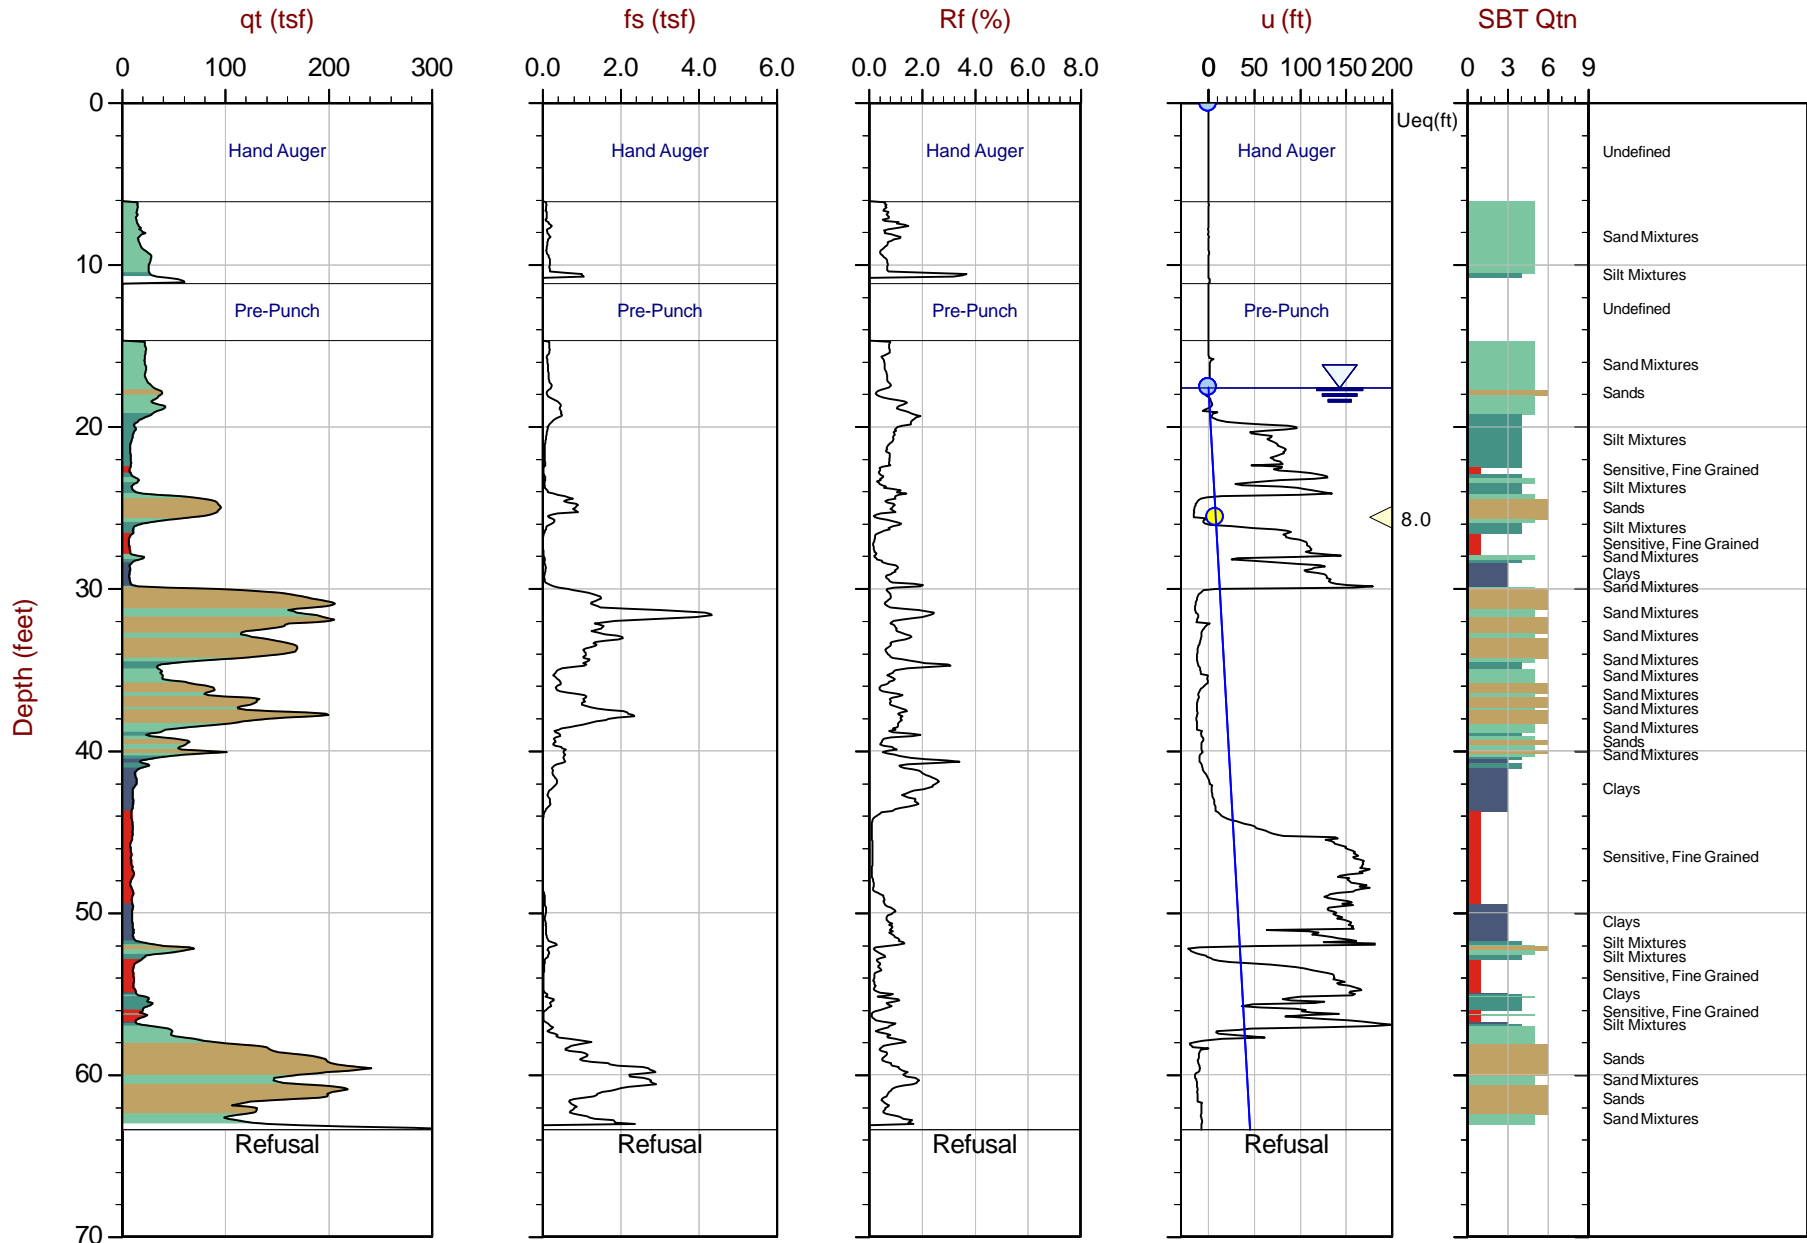 qt (tsf) fs (tsf) Rf (%) u (ft) SBT Qtn
0 100 200 300 0.0 2.0 4.0 6.0 0.0 2.0 4.0 6.0 8.0 0 50 100 150 200 0 3 6 9
0
Ueq(ft)
Hand Auger Hand Auger Hand Auger Hand Auger Undefined
Sand Mixtures
10
Silt Mixtures
Pre-Punch Pre-Punch Pre-Punch Pre-Punch Undefined
Sand Mixtures
Sands
20
Silt Mixtures
Sensitive, Fine Grained
Silt Mixtures
Sands
8.0
Silt Mixtures
Sensitive, Fine Grained
Sand Mixtures
Clays
30
Sand Mixtures
Sand Mixtures
Sand Mixtures
Sand Mixtures
Depth (feet)
Sand Mixtures
Sand Mixtures
Sand Mixtures
Sand Mixtures
Sands
40
Sand Mixtures
Clays
Sensitive, Fine Grained
50
Clays
Silt Mixtures
Silt Mixtures
Sensitive, Fine Grained
Clays
Sensitive, Fine Grained
Silt Mixtures
Sands
60
Sand Mixtures
Sands
Sand Mixtures
Refusal Refusal Refusal Refusal
70